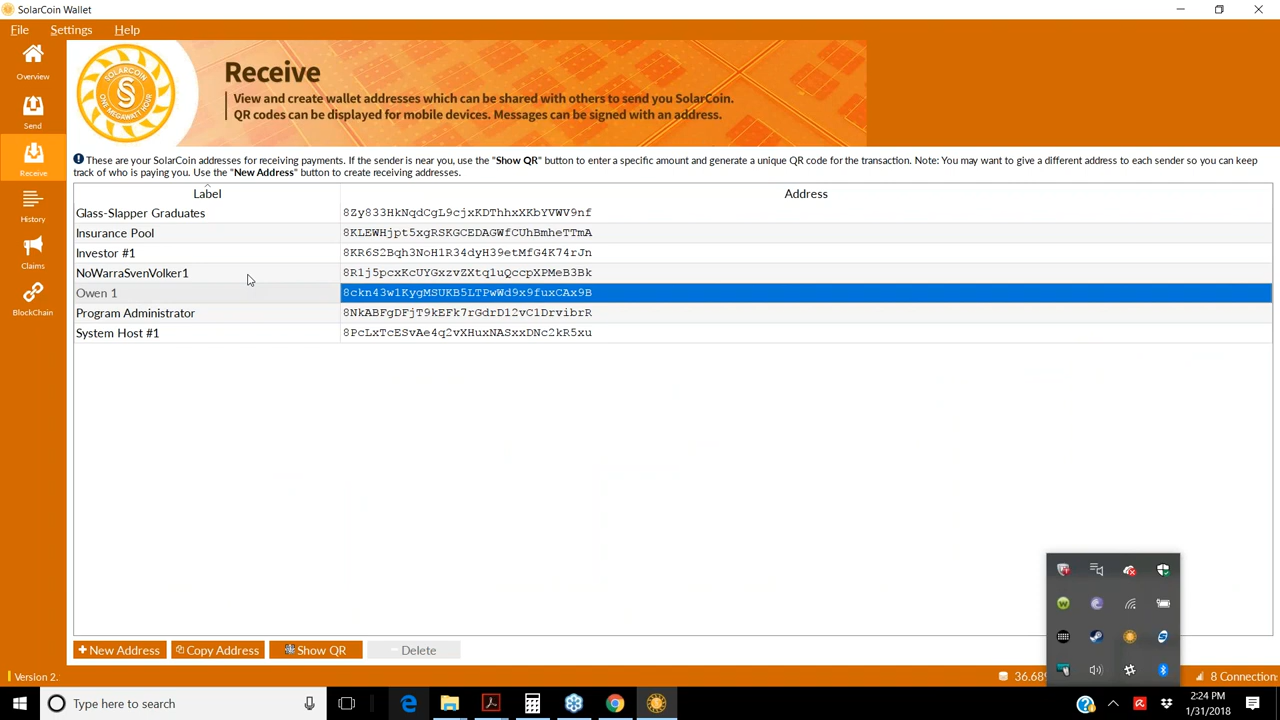 SolarCoin Wallet
File Settings Help
Overview
Send
Receive
History
Claims
BlockChain
SOLARCOIN
ONE MEGAWATT HOUR
Receive
View and create wallet addresses which can be shared with others to send you SolarCoin.
QR codes can be displayed for mobile devices. Messages can be signed with an address.
These are your SolarCoin addresses for receiving payments. If the sender is near you, use the "Show QR" button to enter a specific amount and generate a unique QR code for the transaction. Note: You may want to give a different address to each sender so you can keep
track of who is paying you. Use the "New Address" button to create receiving addresses.
Label Address
Glass-Slapper Graduates 8Zy833HkNqdCgL9cjxKDThhxXKbYVWV9nf
Insurance Pool 8KLEWHjpt5xgRSKGCEDAGWfCUhBmheTTmA
Investor #1 8KR6S2Bqh3NoH1R34dyH39etMfG4K74rJn
NoWarraSvenVolker1 8R1j5pcxKcUYGxzvZXtq1uQccpXPMeB3Bk
Owen 1 8ckn43w1KygMSUKB5LTPwWd9x9fuxCAx9B
Program Administrator 8NkABFgDFjT9kEFk7rGdrD12vC1DrvibrR
System Host #1 8PcLxTcESvAe4q2vXHuxNASxxDNc2kR5xu
New Address Copy Address Show QR Delete
Version 2. 36.689 8 Connection
Type here to search
2:24 PM
1/31/2018